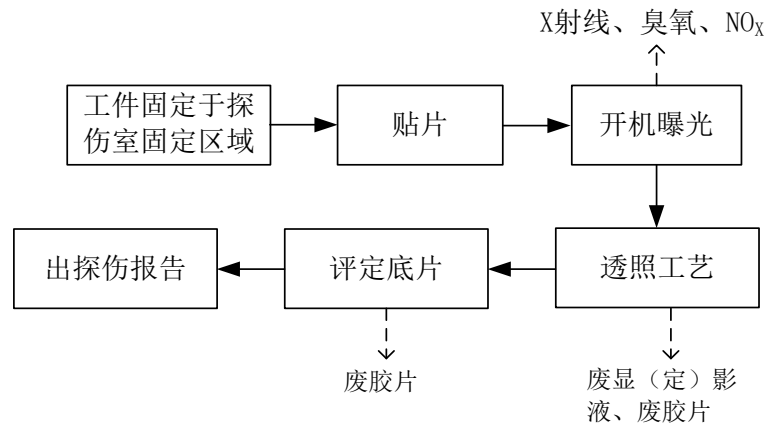 X射线、臭氧、NOX
工件固定于探
伤室固定区域
贴片
开机曝光
出探伤报告
评定底片
透照工艺
废胶片
废显（定）影
液、废胶片